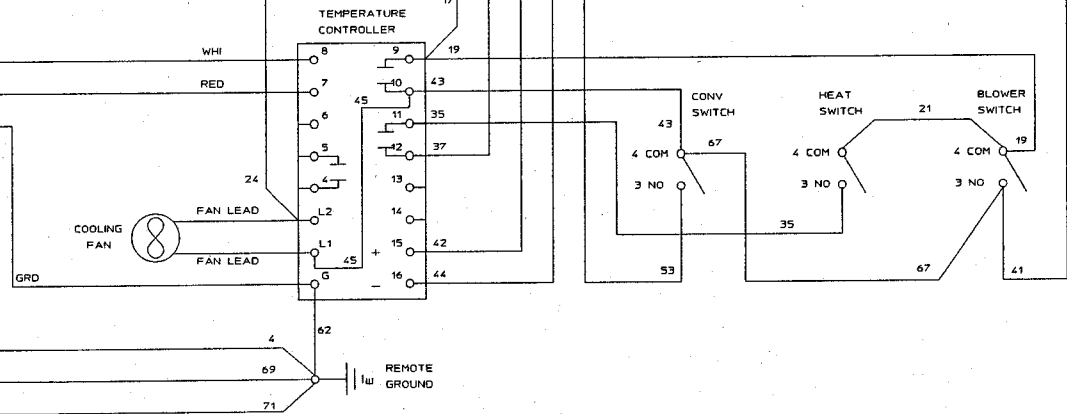 17
TEMPERATURE
CONTROLLER
WHI
8
9
19
RED
7
10
43
CONV
SWITCH
HEAT
SWITCH
BLOWER
SWITCH
45
6
11
35
43
21
19
5
12
37
4 COM
67
4 COM
4 COM
24
4
13
3 NO
3 NO
3 NO
FAN LEAD
L2
14
COOLING
FAN
35
L1
+
15
42
FAN LEAD
45
53
67
41
GRD
G
-
16
44
62
4
69
REMOTE
GROUND
71